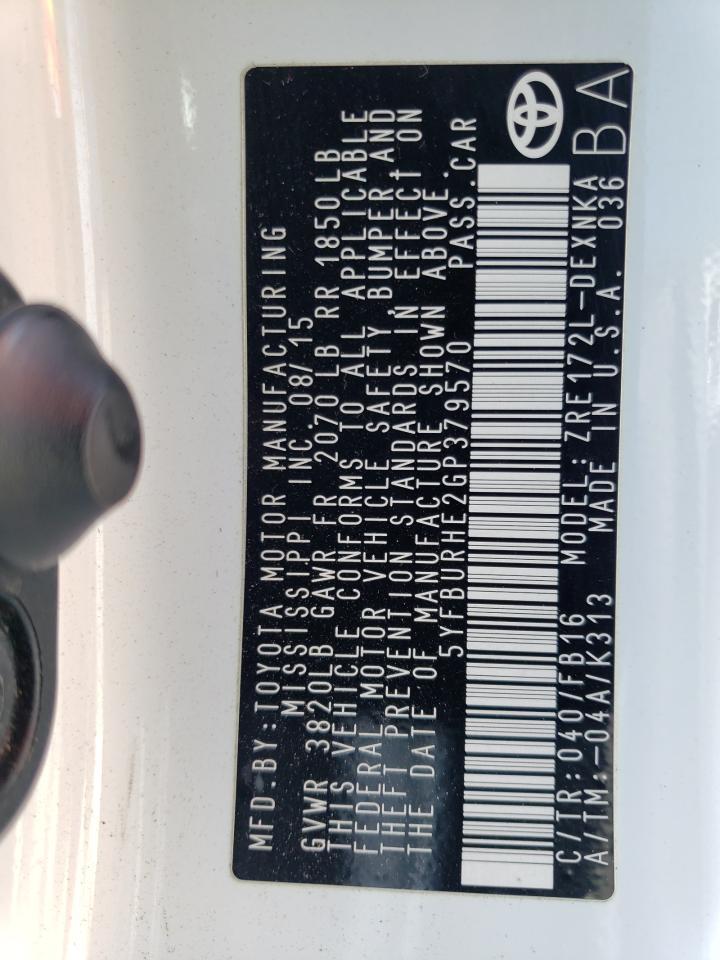 MFD.BY:TOYOTA MOTOR MANUFACTURING
MISSISSIPPI INC.08/15
GVWR 3820LB GAWR FR 2070 LB RR 1850LB
THIS VEHICLE CONFORMS TO ALL APPLICABLE
FEDERAL MOTOR VEHICLE SAFETY, BUMPER AND
THEFT PREVENTION STANDARDS IN EFFECT ON
THE DATE OF MANUFACTURE SHOWN ABOVE.
5YFBURHE2GP379570 PASS.CAR
C/TR:040/FB16 MODEL:ZRE172L-DEXNKA
A/TM:-04A/K313 MADE IN U.S.A. 036
BA